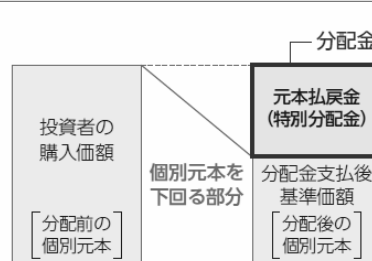 分配金
元本払戻金
(特別分配金)
投資者の
購入価額
個別元本を
下回る部分
分配金支払後
基準価額
分配前の
個別元本
分配後の
個別元本